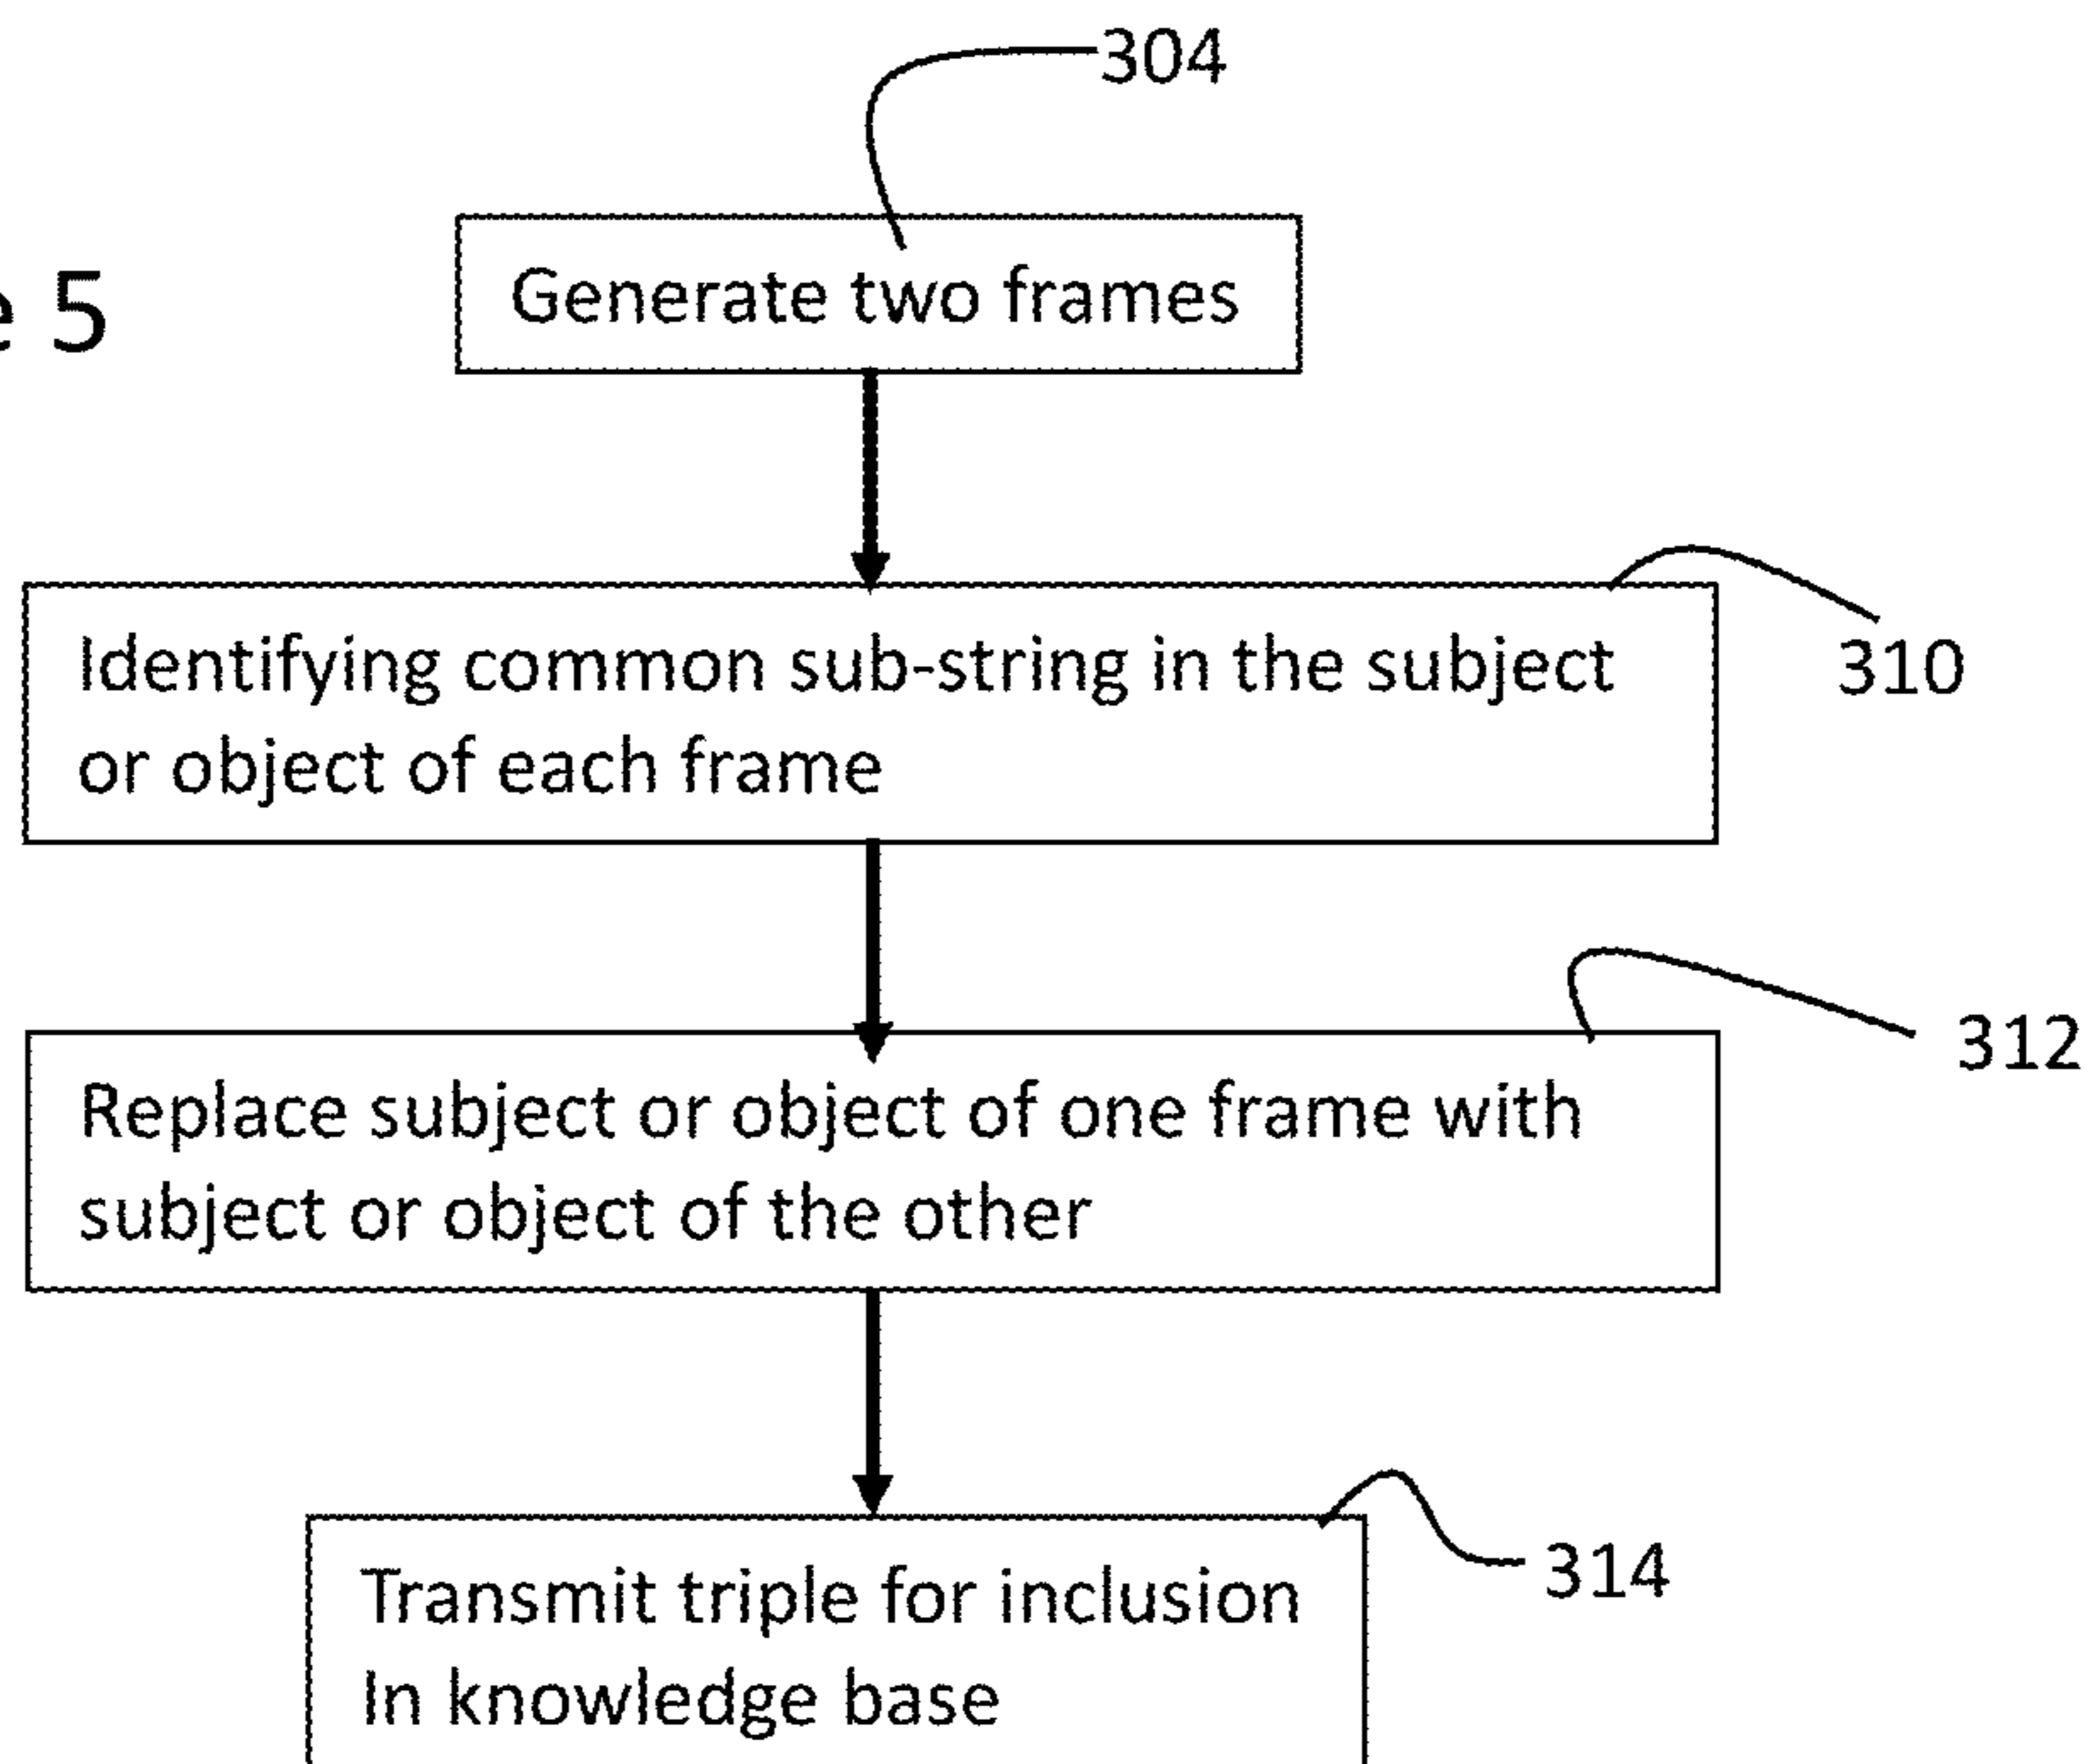 304
e 5
Generate two frames
Identifying common sub-string in the subject
or object of each frame
310
Replace subject or object of one frame with
subject or object of the other
312
Transmit triple for inclusion
In knowledge base
314